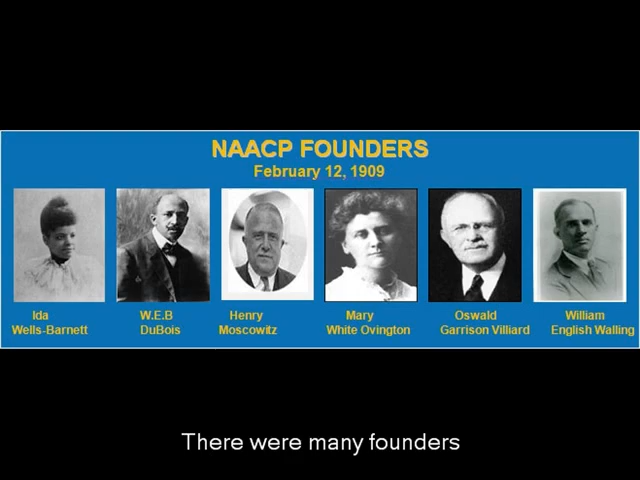 NAACP FOUNDERS
February 12, 1909
Ida
Wells-Barnett
W.E.B
DuBois
Henry
Moscowitz
Mary
White Ovington
Oswald
Garrison Villiard
William
English Walling
There were many founders